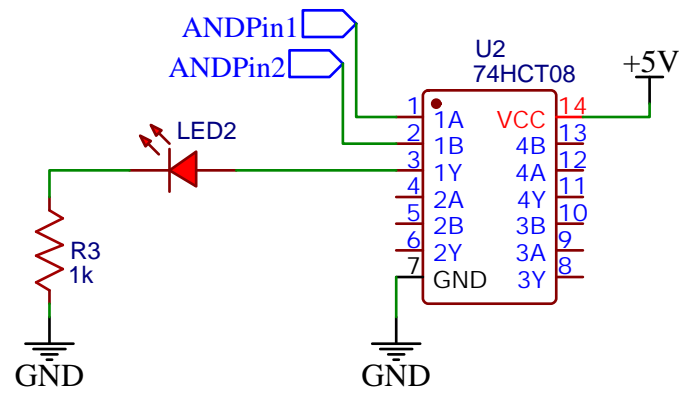 ANDPin1
ANDPin2
U2
74HCT08
+5V
LED2
R3
1k
GND
GND
1 1A VCC 14
2 1B 4B 13
3 1Y 4A 12
4 2A 4Y 11
5 2B 3B 10
6 2Y 3A 9
7 GND 3Y 8